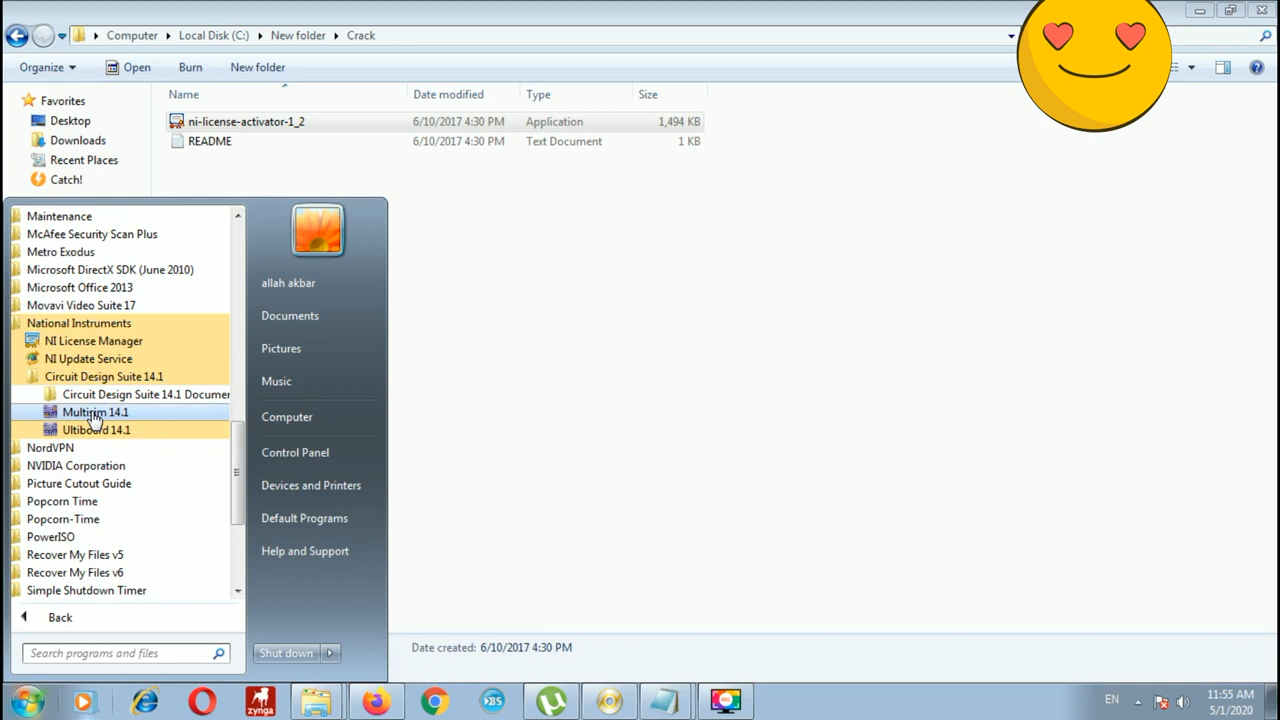 Computer Local Disk (C:) New folder Crack
Organize Open Burn New folder
Favorites
Desktop
Downloads
Recent Places
Catch!
Name Date modified Type Size
ni-license-activator-1_2 6/10/2017 4:30 PM Application 1,494 KB
README 6/10/2017 4:30 PM Text Document 1 KB
Maintenance
McAfee Security Scan Plus
Metro Exodus
Microsoft DirectX SDK (June 2010)
Microsoft Office 2013
Movavi Video Suite 17
National Instruments
NI License Manager
NI Update Service
Circuit Design Suite 14.1
Circuit Design Suite 14.1 Documer
Multisim 14.1
Ultiboard 14.1
NordVPN
NVIDIA Corporation
Picture Cutout Guide
Popcorn Time
Popcorn-Time
PowerISO
Recover My Files v5
Recover My Files v6
Simple Shutdown Timer
Back
Search programs and files
allah akbar
Documents
Pictures
Music
Computer
Control Panel
Devices and Printers
Default Programs
Help and Support
Shut down
Date created: 6/10/2017 4:30 PM
zynga
BS
EN
11:55 AM
5/1/2020